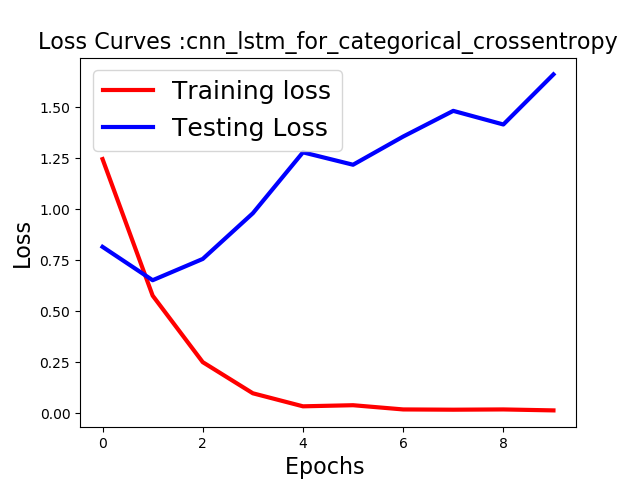 Loss Curves :cnn_lstm_for_categorical_crossentropy
Training loss
Testing Loss
1.50
1.25
1.00
0.75
0.50
0.25
0.00
Loss
0 2 4 6 8
Epochs